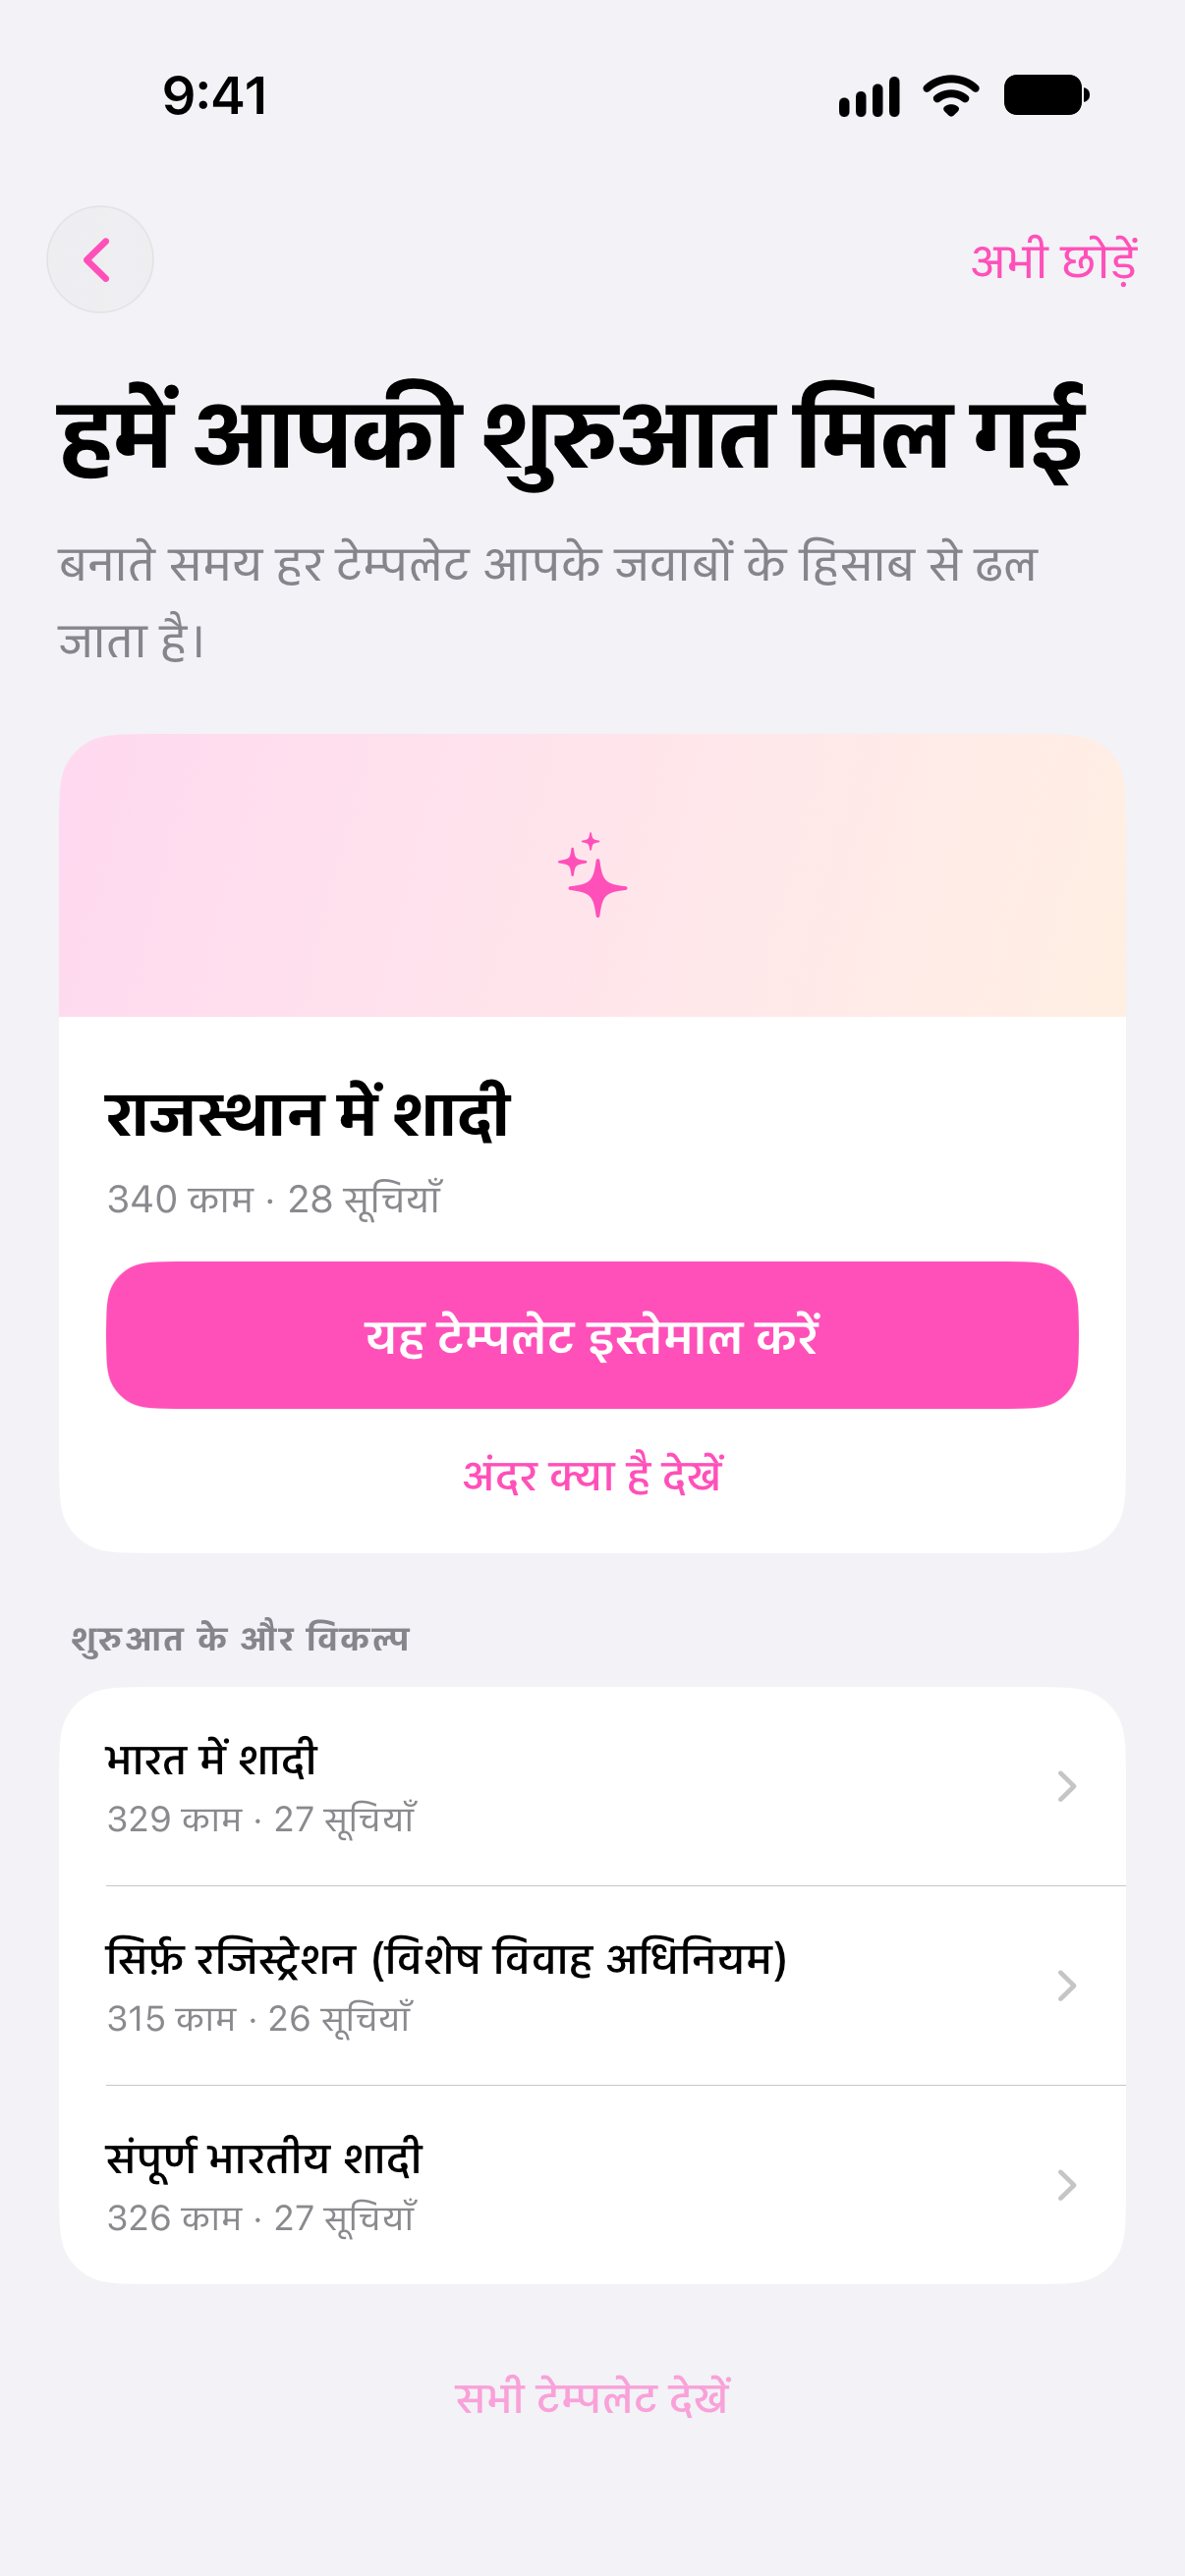 9:41
अभी छोड़ें
हमें आपकी शुरुआत मिल गई
बनाते समय हर टेम्पलेट आपके जवाबों के हिसाब से ढल
जाता है।
राजस्थान में शादी
340 काम · 28 सूचियाँ
यह टेम्पलेट इस्तेमाल करें
अंदर क्या है देखें
शुरुआत के और विकल्प
भारत में शादी
329 काम · 27 सूचियाँ
सिर्फ़ रजिस्ट्रेशन (विशेष विवाह अधिनियम)
315 काम · 26 सूचियाँ
संपूर्ण भारतीय शादी
326 काम · 27 सूचियाँ
सभी टेम्पलेट देखें